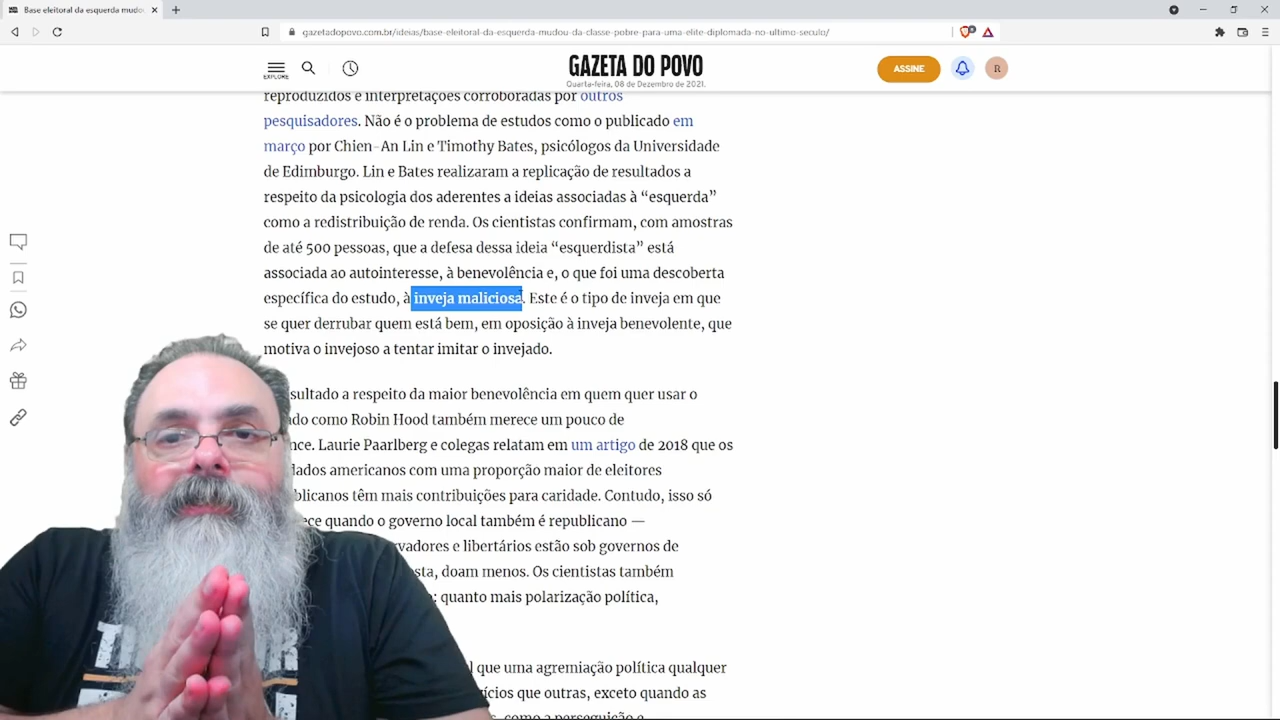 Base eleitoral da esquerda mudou
gazetadopovo.com.br/ideias/base-eleitoral-da-esquerda-mudou-da-classe-pobre-para-uma-elite-diplomada-no-ultimo-seculo/
EXPLORE
GAZETA DO POVO
Quarta-feira, 08 de Dezembro de 2021.
ASSINE
R
reproduzidos e interpretações corroboradas por outros
pesquisadores. Não é o problema de estudos como o publicado em
março por Chien-An Lin e Timothy Bates, psicólogos da Universidade
de Edimburgo. Lin e Bates realizaram a replicação de resultados a
respeito da psicologia dos aderentes a ideias associadas à “esquerda”
como a redistribuição de renda. Os cientistas confirmam, com amostras
de até 500 pessoas, que a defesa dessa ideia “esquerdista” está
associada ao autointeresse, à benevolência e, o que foi uma descoberta
específica do estudo, à inveja maliciosa. Este é o tipo de inveja em que
se quer derrubar quem está bem, em oposição à inveja benevolente, que
motiva o invejoso a tentar imitar o invejado.
sultado a respeito da maior benevolência em quem quer usar o
ado como Robin Hood também merece um pouco de
nce. Laurie Paarlberg e colegas relatam em um artigo de 2018 que os
dados americanos com uma proporção maior de eleitores
blicanos têm mais contribuições para caridade. Contudo, isso só
ece quando o governo local também é republicano —
rvadores e libertários estão sob governos de
sta, doam menos. Os cientistas também
: quanto mais polarização política,
l que uma agremiação política qualquer
ícios que outras, exceto quando as
s, como a perseguição e